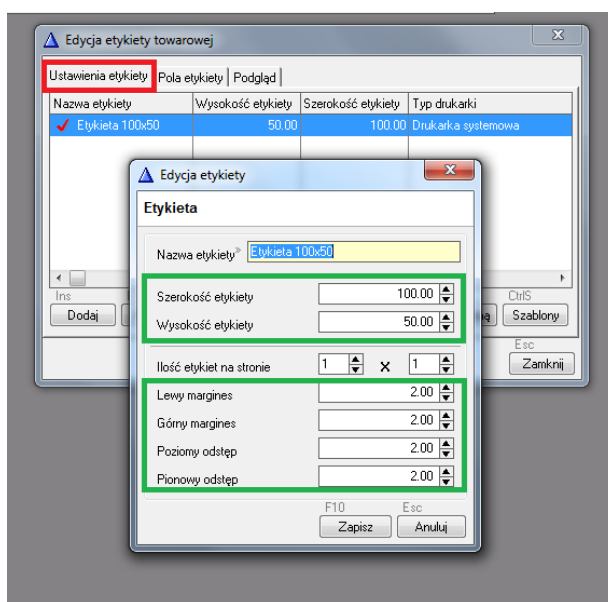 Edycja etykiety towarowej
Ustawienia etykiety Pola etykiety Podgląd
Nazwa etykiety Wysokość etykiety Szerokość etykiety Typ drukarki
Etykieta 100x50 50.00 100.00 Drukarka systemowa
Edycja etykiety
Etykieta
Nazwa etykiety Etykieta 100x50
Szerokość etykiety 100.00
Wysokość etykiety 50.00
Ilość etykiet na stronie 1 x 1
Lewy margines 2.00
Górny margines 2.00
Poziomy odstęp 2.00
Pionowy odstęp 2.00
F10 Esc
Zapisz Anuluj
Ins CtrlS
Dodaj Szablony
Esc
Zamknij